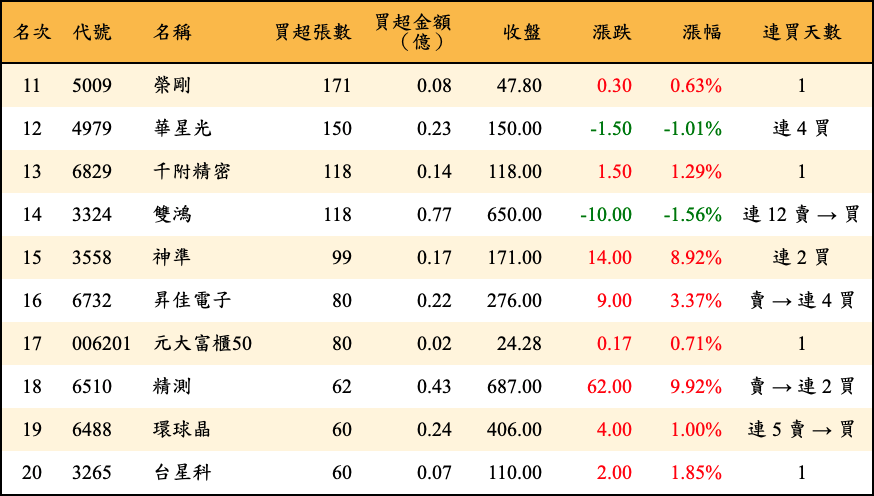 名次 代號 名稱 買超張數 買超金額（億） 收盤 漲跌 漲幅 連買天數
11 5009 榮剛 171 0.08 47.80 0.30 0.63% 1
12 4979 華星光 150 0.23 150.00 -1.50 -1.01% 連 4 買
13 6829 千附精密 118 0.14 118.00 1.50 1.29% 1
14 3324 雙鴻 118 0.77 650.00 -10.00 -1.56% 連 12 賣 → 買
15 3558 神準 99 0.17 171.00 14.00 8.92% 連 2 買
16 6732 昇佳電子 80 0.22 276.00 9.00 3.37% 賣 → 連 4 買
17 006201 元大富櫃50 80 0.02 24.28 0.17 0.71% 1
18 6510 精測 62 0.43 687.00 62.00 9.92% 賣 → 連 2 買
19 6488 環球晶 60 0.24 406.00 4.00 1.00% 連 5 賣 → 買
20 3265 台星科 60 0.07 110.00 2.00 1.85% 1